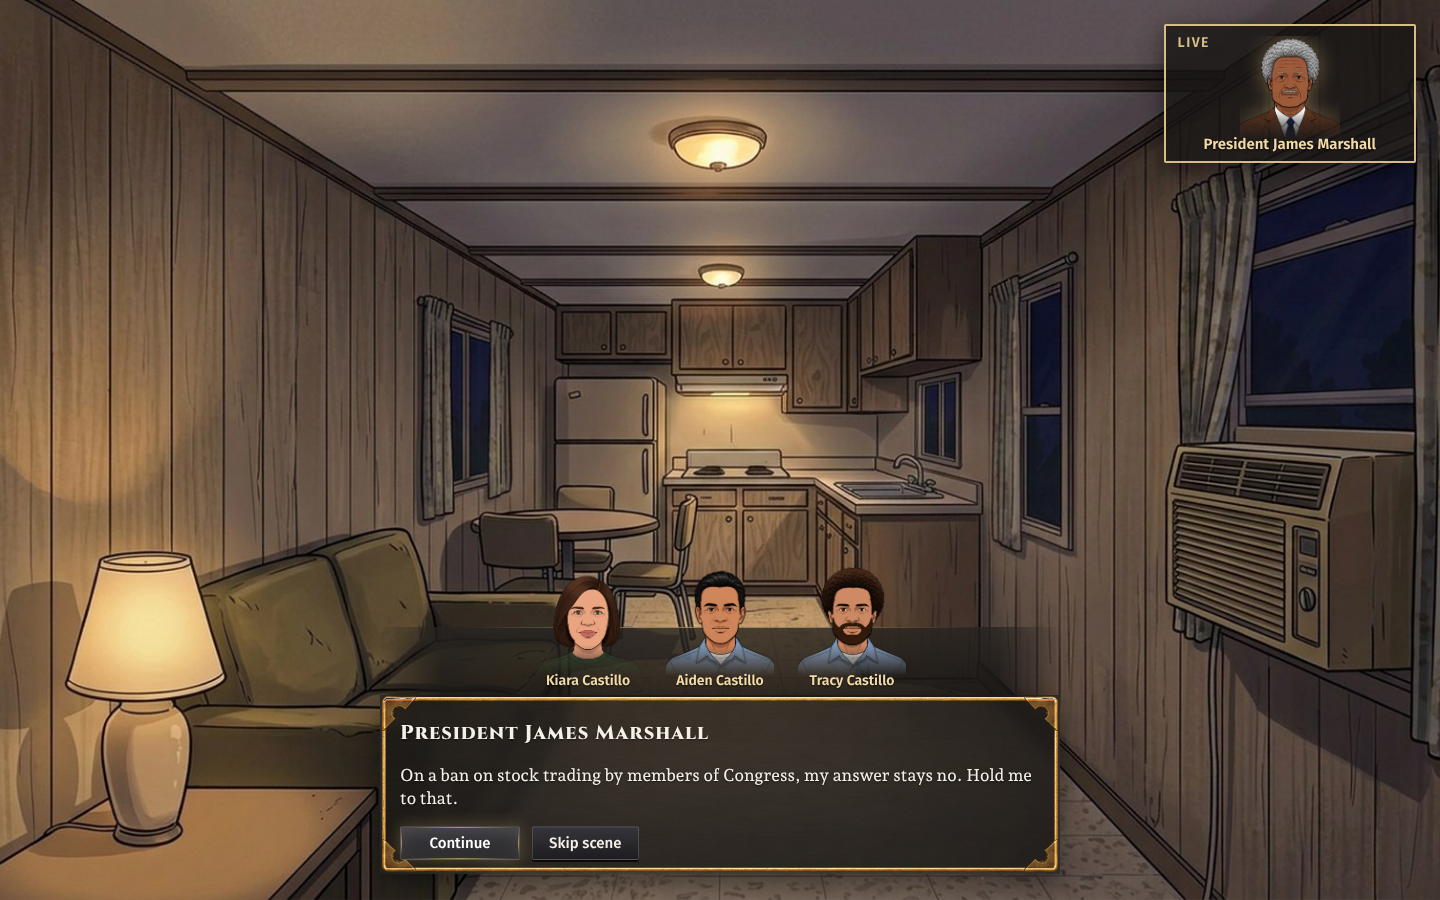 LIVE
President James Marshall
Kiara Castillo
Aiden Castillo
Tracy Castillo
President James Marshall
On a ban on stock trading by members of Congress, my answer stays no. Hold me
to that.
Continue
Skip scene